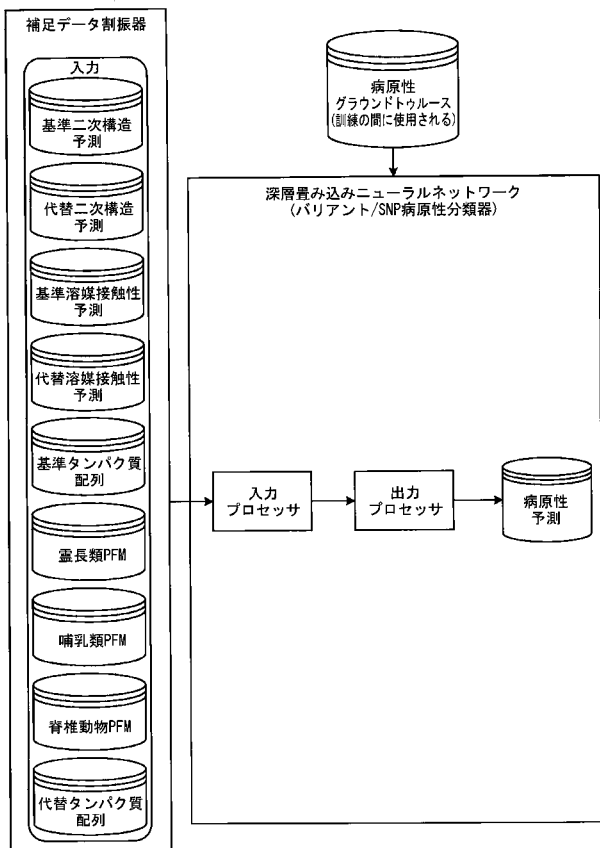 補足データ割振器
入力
基準二次構造
予測
代替二次構造
予測
基準溶媒接触性
予測
代替溶媒接触性
予測
基準タンパク質
配列
霊長類PFM
哺乳類PFM
脊椎動物PFM
代替タンパク質
配列
病原性
グラウンドトゥルース
(訓練の間に使用される)
深層畳み込みニューラルネットワーク
(バリアント/SNP病原性分類器)
入力
プロセッサ
出力
プロセッサ
病原性
予測